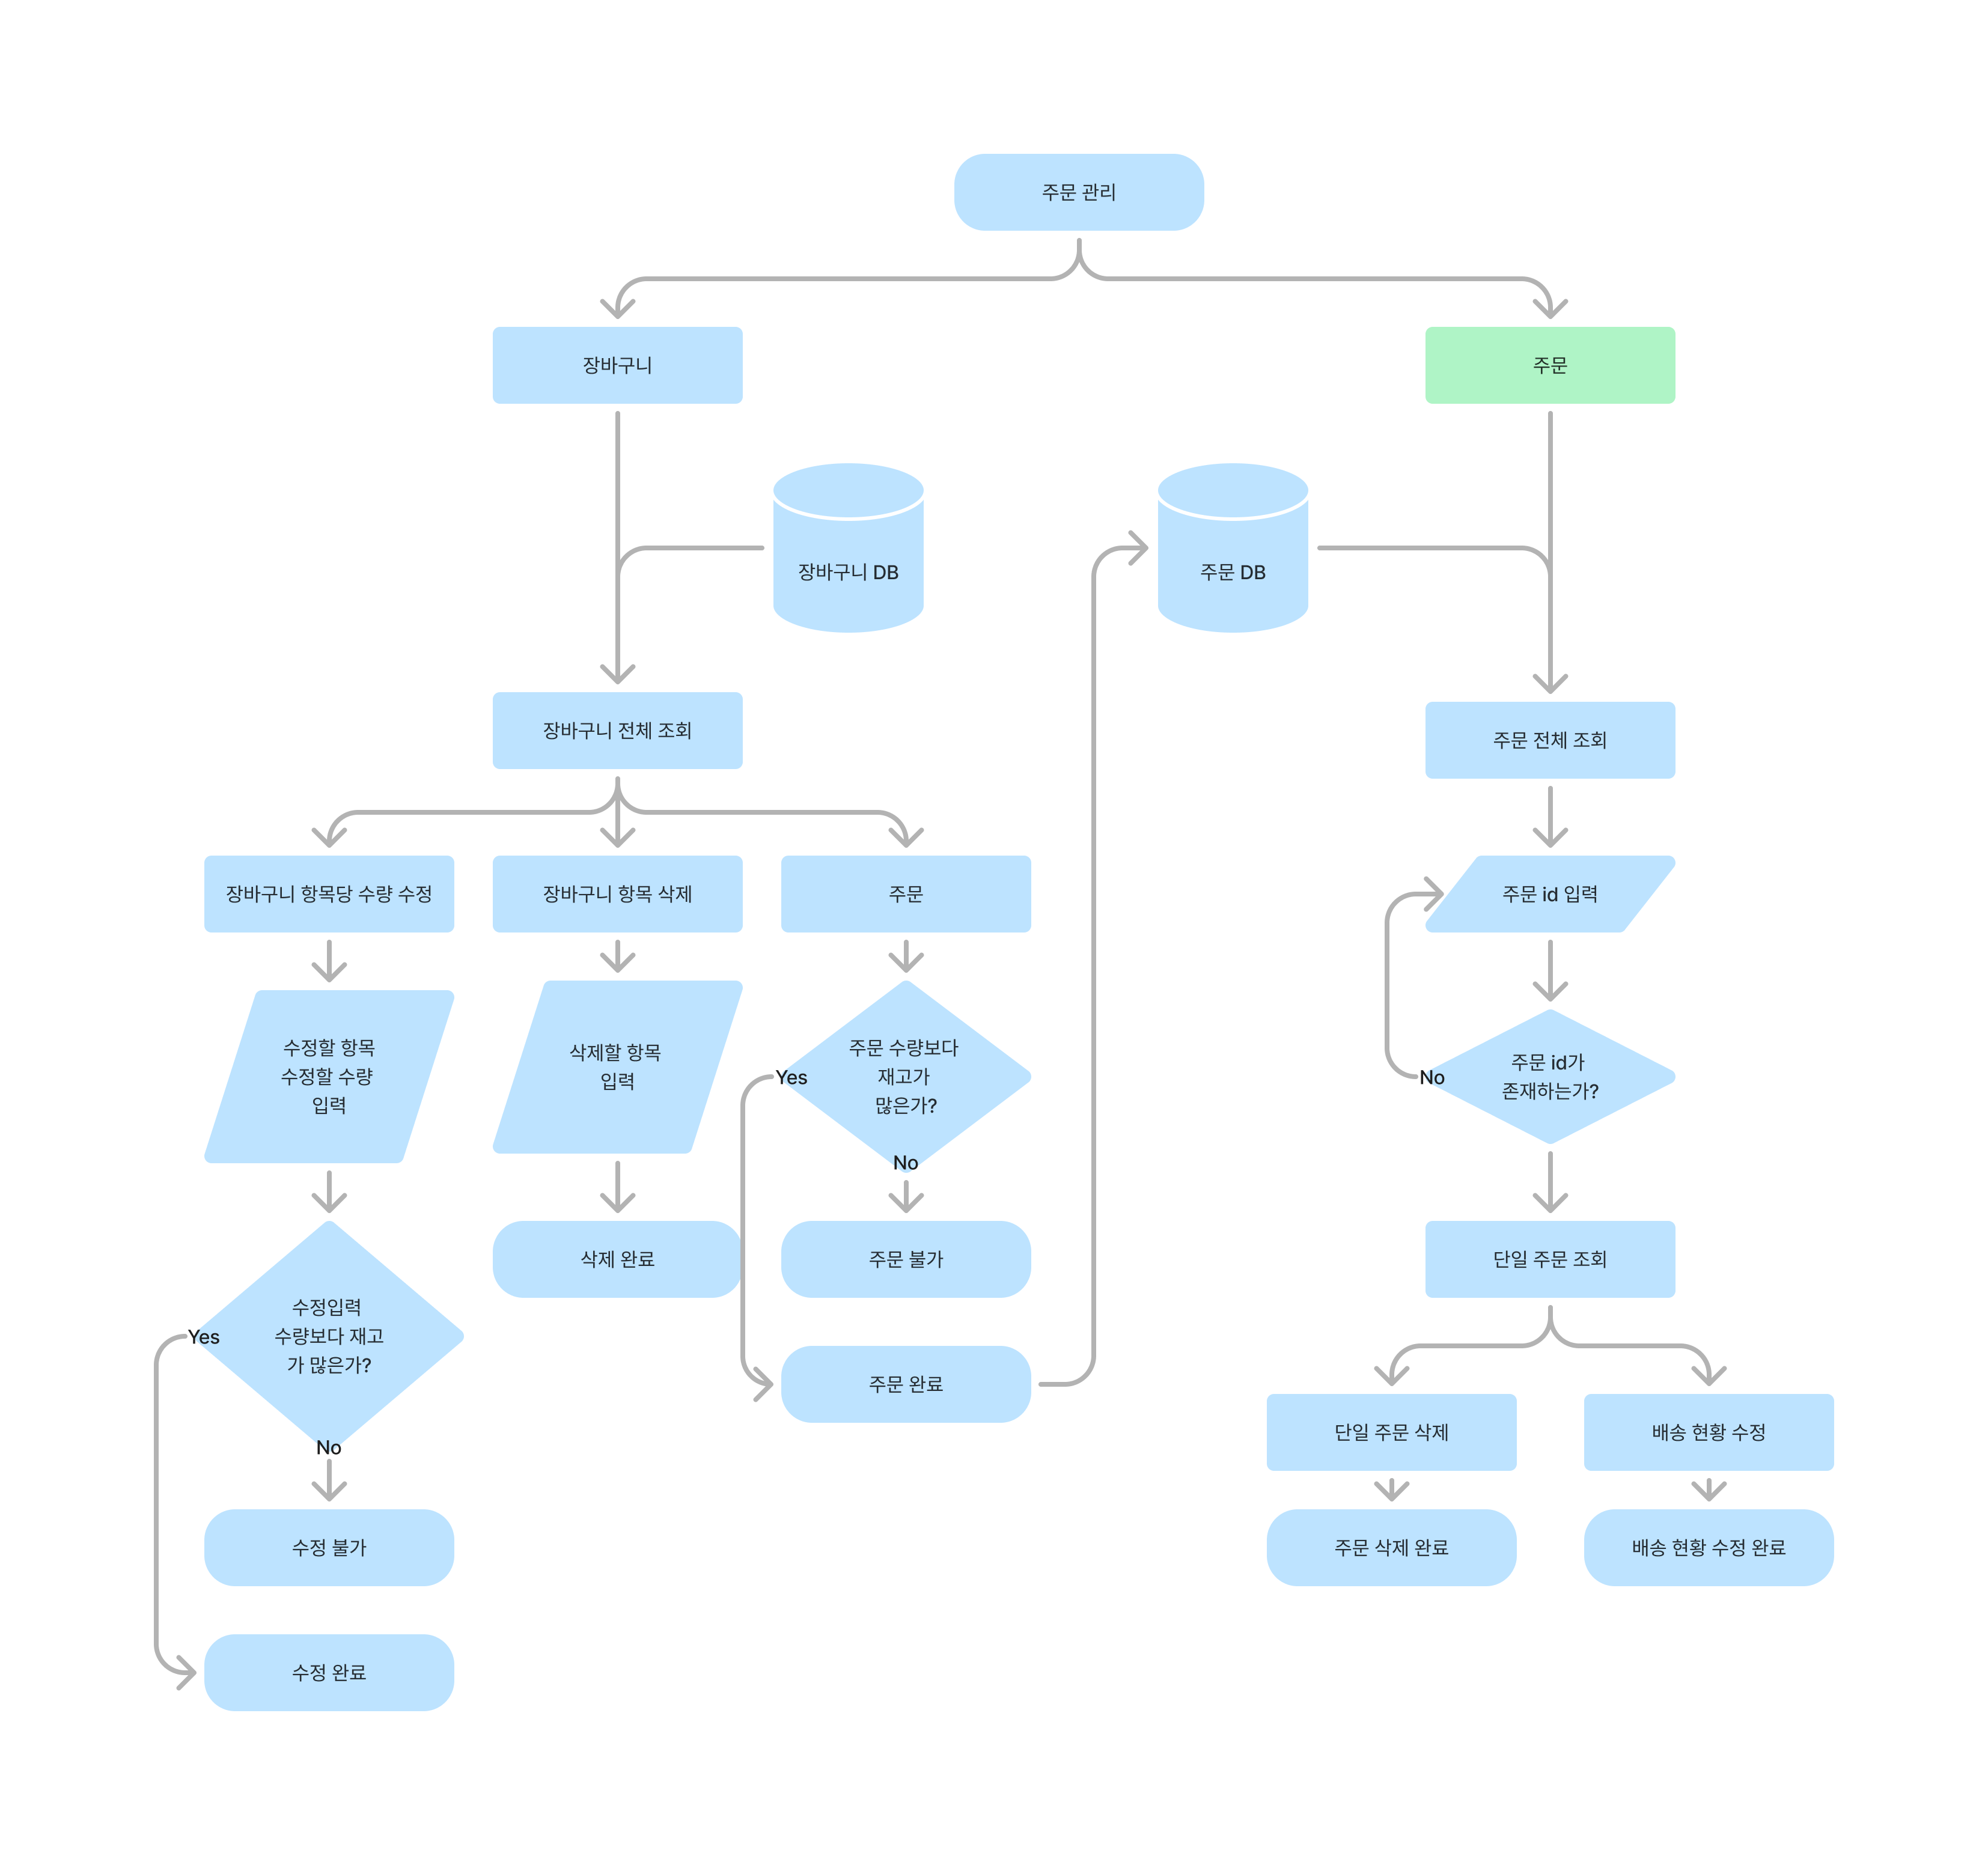 주문 관리
장바구니
주문
장바구니 DB
주문 DB
장바구니 전체 조회
주문 전체 조회
장바구니 항목당 수량 수정
장바구니 항목 삭제
주문
주문 id 입력
수정할 항목
수정할 수량
입력
삭제할 항목
입력
주문 수량보다
재고가
많은가?
Yes
No
주문 id가
존재하는가?
No
삭제 완료
주문 불가
단일 주문 조회
수정입력
수량보다 재고
가 많은가?
Yes
No
주문 완료
단일 주문 삭제
배송 현황 수정
수정 불가
주문 삭제 완료
배송 현황 수정 완료
수정 완료